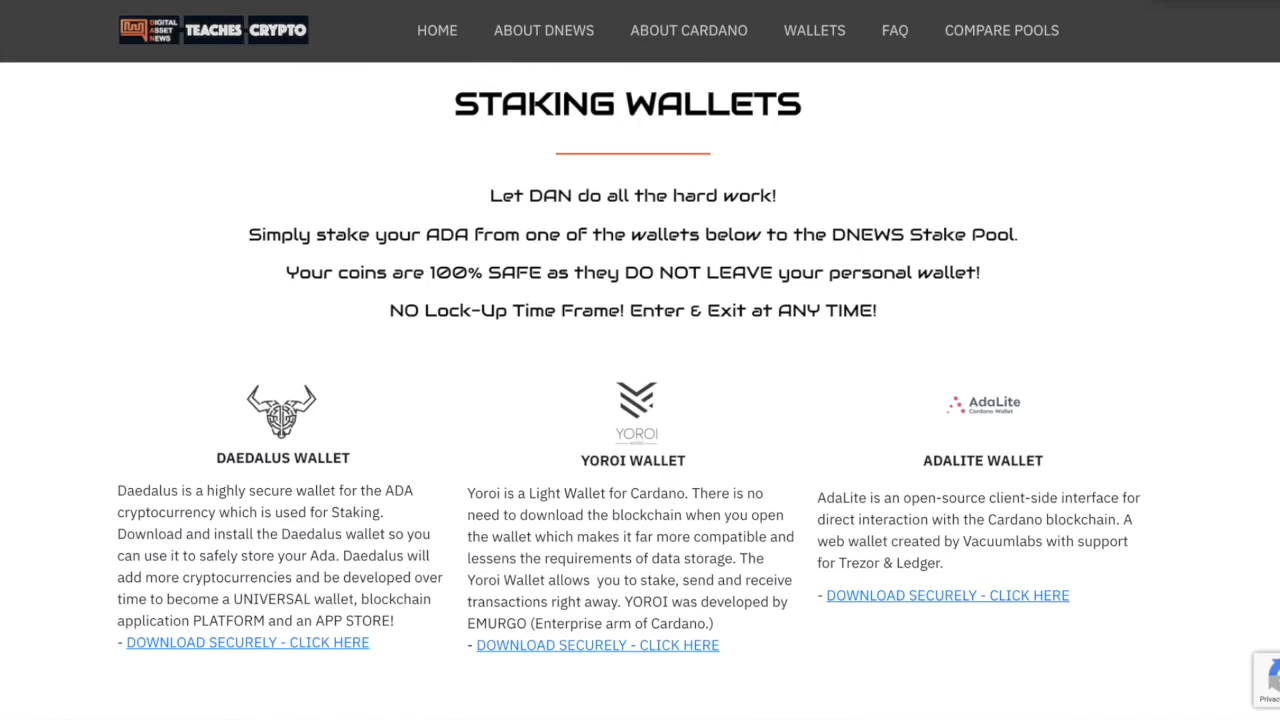 DIGITAL
ASSET
NEWS
TEACHES CRYPTO
HOME ABOUT DNEWS ABOUT CARDANO WALLETS FAQ COMPARE POOLS
STAKING WALLETS
Let DAN do all the hard work!
Simply stake your ADA from one of the wallets below to the DNEWS Stake Pool.
Your coins are 100% SAFE as they DO NOT LEAVE your personal wallet!
NO Lock-Up Time Frame! Enter & Exit at ANY TIME!
DAEDALUS WALLET
Daedalus is a highly secure wallet for the ADA
cryptocurrency which is used for Staking.
Download and install the Daedalus wallet so you
can use it to safely store your Ada. Daedalus will
add more cryptocurrencies and be developed over
time to become a UNIVERSAL wallet, blockchain
application PLATFORM and an APP STORE!
- DOWNLOAD SECURELY - CLICK HERE
YOROI
YOROI WALLET
Yoroi is a Light Wallet for Cardano. There is no
need to download the blockchain when you open
the wallet which makes it far more compatible and
lessens the requirements of data storage. The
Yoroi Wallet allows you to stake, send and receive
transactions right away. YOROI was developed by
EMURGO (Enterprise arm of Cardano.)
- DOWNLOAD SECURELY - CLICK HERE
AdaLite
Cardano Wallet
ADALITE WALLET
AdaLite is an open-source client-side interface for
direct interaction with the Cardano blockchain. A
web wallet created by Vacuumlabs with support
for Trezor & Ledger.
- DOWNLOAD SECURELY - CLICK HERE